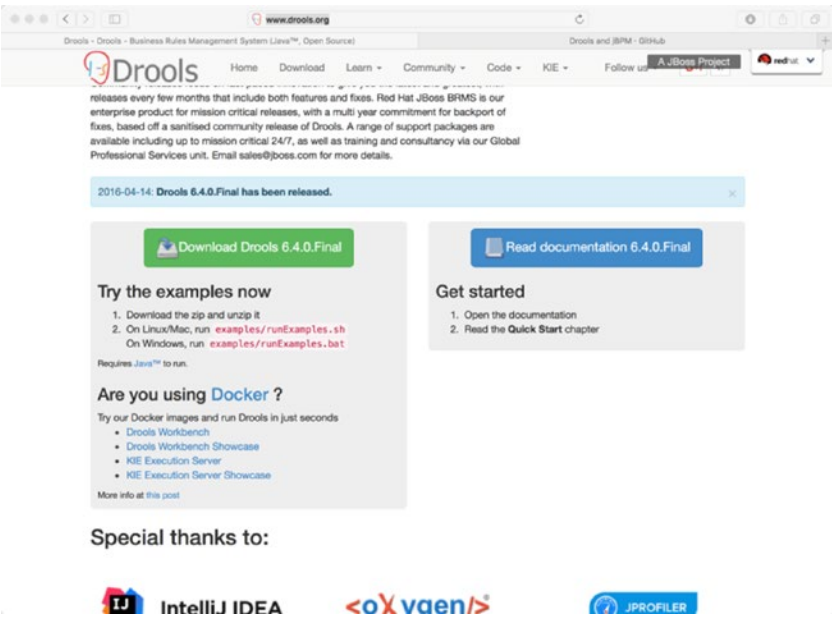 www.drools.org
Drools - Drools - Business Rules Management System (Java™, Open Source)
Drools and jBPM - GitHub
Drools
Home
Download
Learn
Community
Code
KIE
Follow us
A JBoss Project
redhat
releases every few months that include both features and fixes. Red Hat JBoss BRMS is our
enterprise product for mission critical releases, with a multi year commitment for backport of
fixes, based off a sanitised community release of Drools. A range of support packages are
available including up to mission critical 24/7, as well as training and consultancy via our Global
Professional Services unit. Email sales@jboss.com for more details.
2016-04-14: Drools 6.4.0.Final has been released.
Download Drools 6.4.0.Final
Try the examples now
1. Download the zip and unzip it
2. On Linux/Mac, run examples/runExamples.sh
On Windows, run examples/runExamples.bat
Requires Java™ to run.
Are you using Docker ?
Try our Docker images and run Drools in just seconds
• Drools Workbench
• Drools Workbench Showcase
• KIE Execution Server
• KIE Execution Server Showcase
More info at this post
Read documentation 6.4.0.Final
Get started
1. Open the documentation
2. Read the Quick Start chapter
Special thanks to:
IJ IntelliJ IDEA
<oXygen/>
JPROFILER